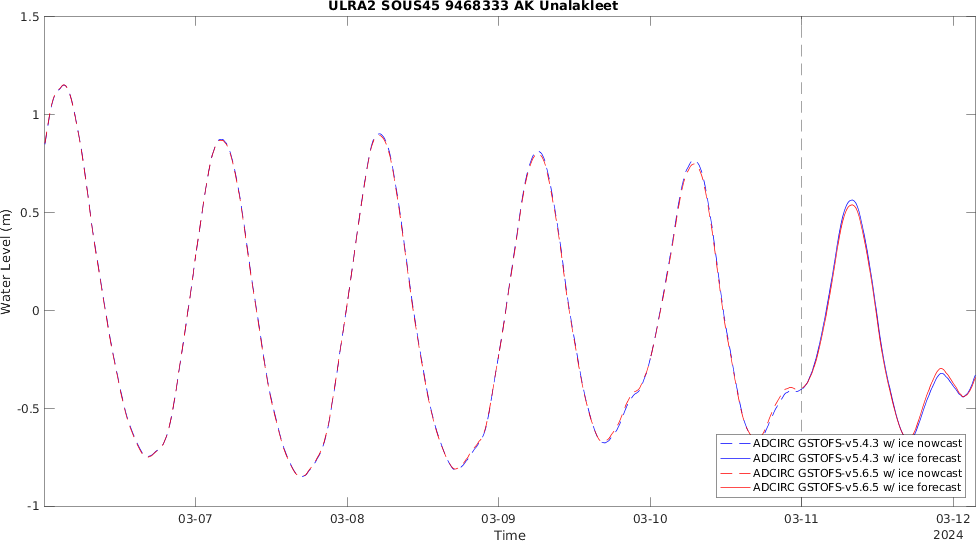 ULRA2 SOUS45 9468333 AK Unalakleet
1.5
1
0.5
0
-0.5
-1
Water Level (m)
03-07
03-08
03-09
03-10
03-11
03-12
2024
Time
ADCIRC GSTOFS-v5.4.3 w/ ice nowcast
ADCIRC GSTOFS-v5.4.3 w/ ice forecast
ADCIRC GSTOFS-v5.6.5 w/ ice nowcast
ADCIRC GSTOFS-v5.6.5 w/ ice forecast